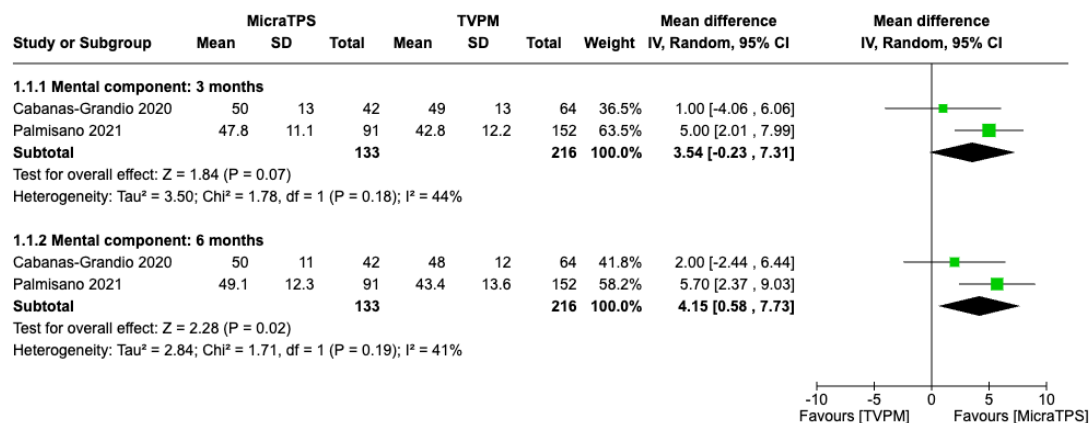 MicraTPS TVPM Mean difference Mean difference
Study or Subgroup Mean SD Total Mean SD Total Weight IV, Random, 95% CI IV, Random, 95% CI
1.1.1 Mental component: 3 months
Cabanas-Grandio 2020 50 13 42 49 13 64 36.5% 1.00 [-4.06 , 6.06]
Palmisano 2021 47.8 11.1 91 42.8 12.2 152 63.5% 5.00 [2.01 , 7.99]
Subtotal 133 216 100.0% 3.54 [-0.23 , 7.31]
Test for overall effect: Z = 1.84 (P = 0.07)
Heterogeneity: Tau² = 3.50; Chi² = 1.78, df = 1 (P = 0.18); I² = 44%
1.1.2 Mental component: 6 months
Cabanas-Grandio 2020 50 11 42 48 12 64 41.8% 2.00 [-2.44 , 6.44]
Palmisano 2021 49.1 12.3 91 43.4 13.6 152 58.2% 5.70 [2.37 , 9.03]
Subtotal 133 216 100.0% 4.15 [0.58 , 7.73]
Test for overall effect: Z = 2.28 (P = 0.02)
Heterogeneity: Tau² = 2.84; Chi² = 1.71, df = 1 (P = 0.19); I² = 41%
-10 -5 0 5 10
Favours [TVPM] Favours [MicraTPS]